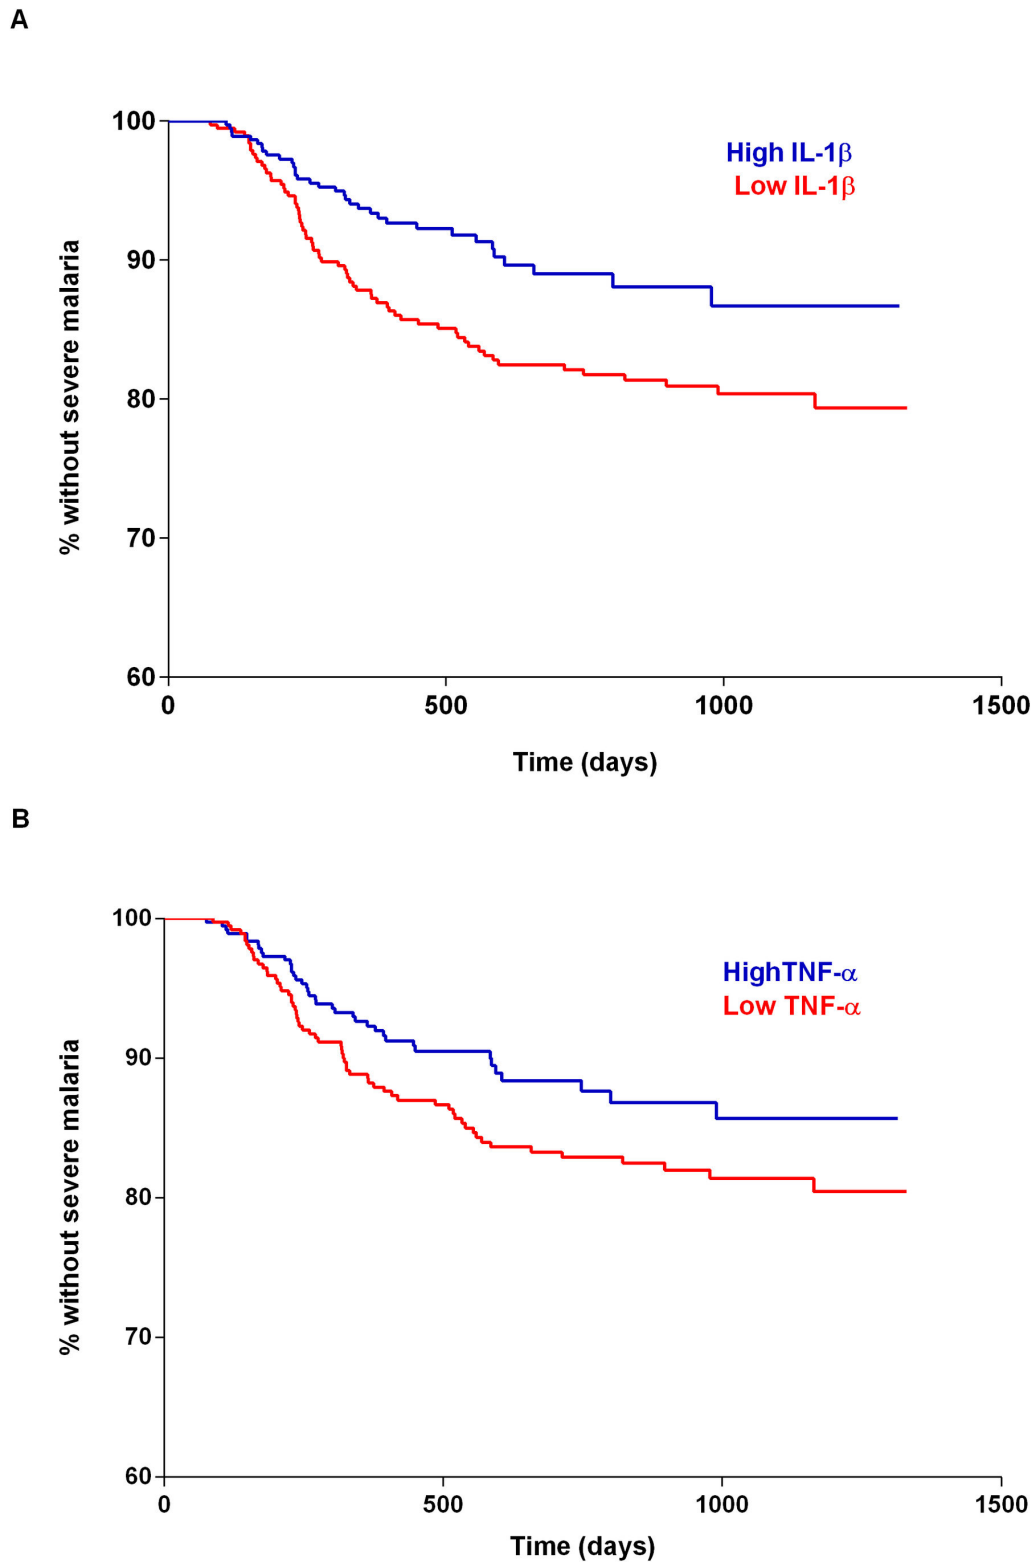 A
100
90
80
70
60
% without severe malaria
High IL-1β
Low IL-1β
0 500 1000 1500
Time (days)
B
100
90
80
70
60
% without severe malaria
HighTNF-α
Low TNF-α
0 500 1000 1500
Time (days)